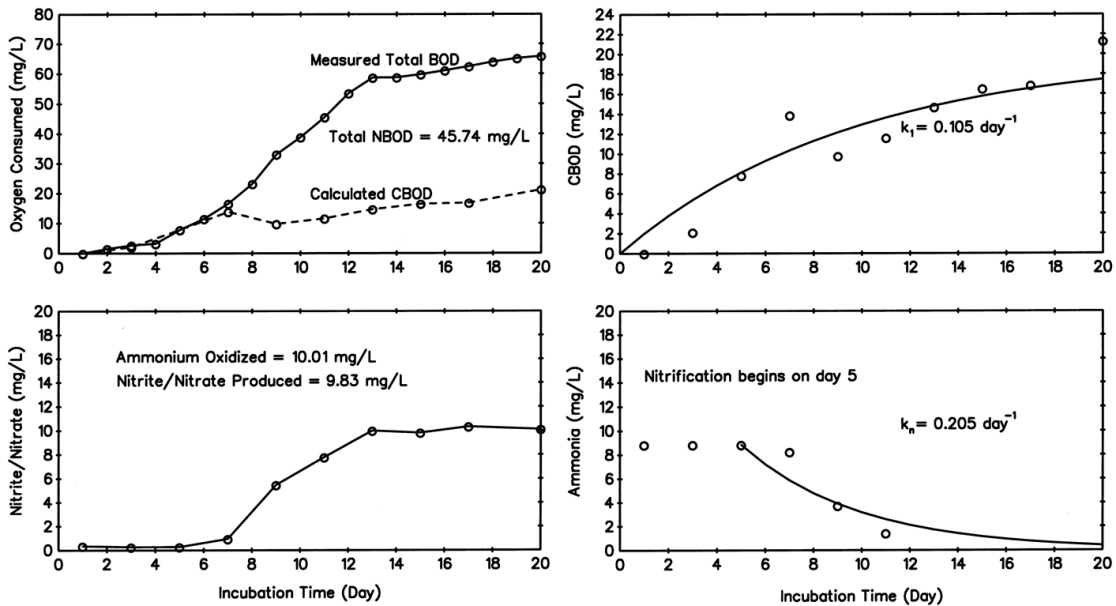 80
70
60
50
40
30
20
10
0
Oxygen Consumed (mg/L)
Measured Total BOD
Total NBOD = 45.74 mg/L
Calculated CBOD
0 2 4 6 8 10 12 14 16 18 20
24
22
20
18
16
14
12
10
8
6
4
2
0
CBOD (mg/L)
k₁ = 0.105 day⁻¹
0 2 4 6 8 10 12 14 16 18 20
20
18
16
14
12
10
8
6
4
2
0
Nitrite/Nitrate (mg/L)
Ammonium Oxidized = 10.01 mg/L
Nitrite/Nitrate Produced = 9.83 mg/L
0 2 4 6 8 10 12 14 16 18 20
Incubation Time (Day)
20
18
16
14
12
10
8
6
4
2
0
Ammonia (mg/L)
Nitrification begins on day 5
kₙ = 0.205 day⁻¹
0 2 4 6 8 10 12 14 16 18 20
Incubation Time (Day)